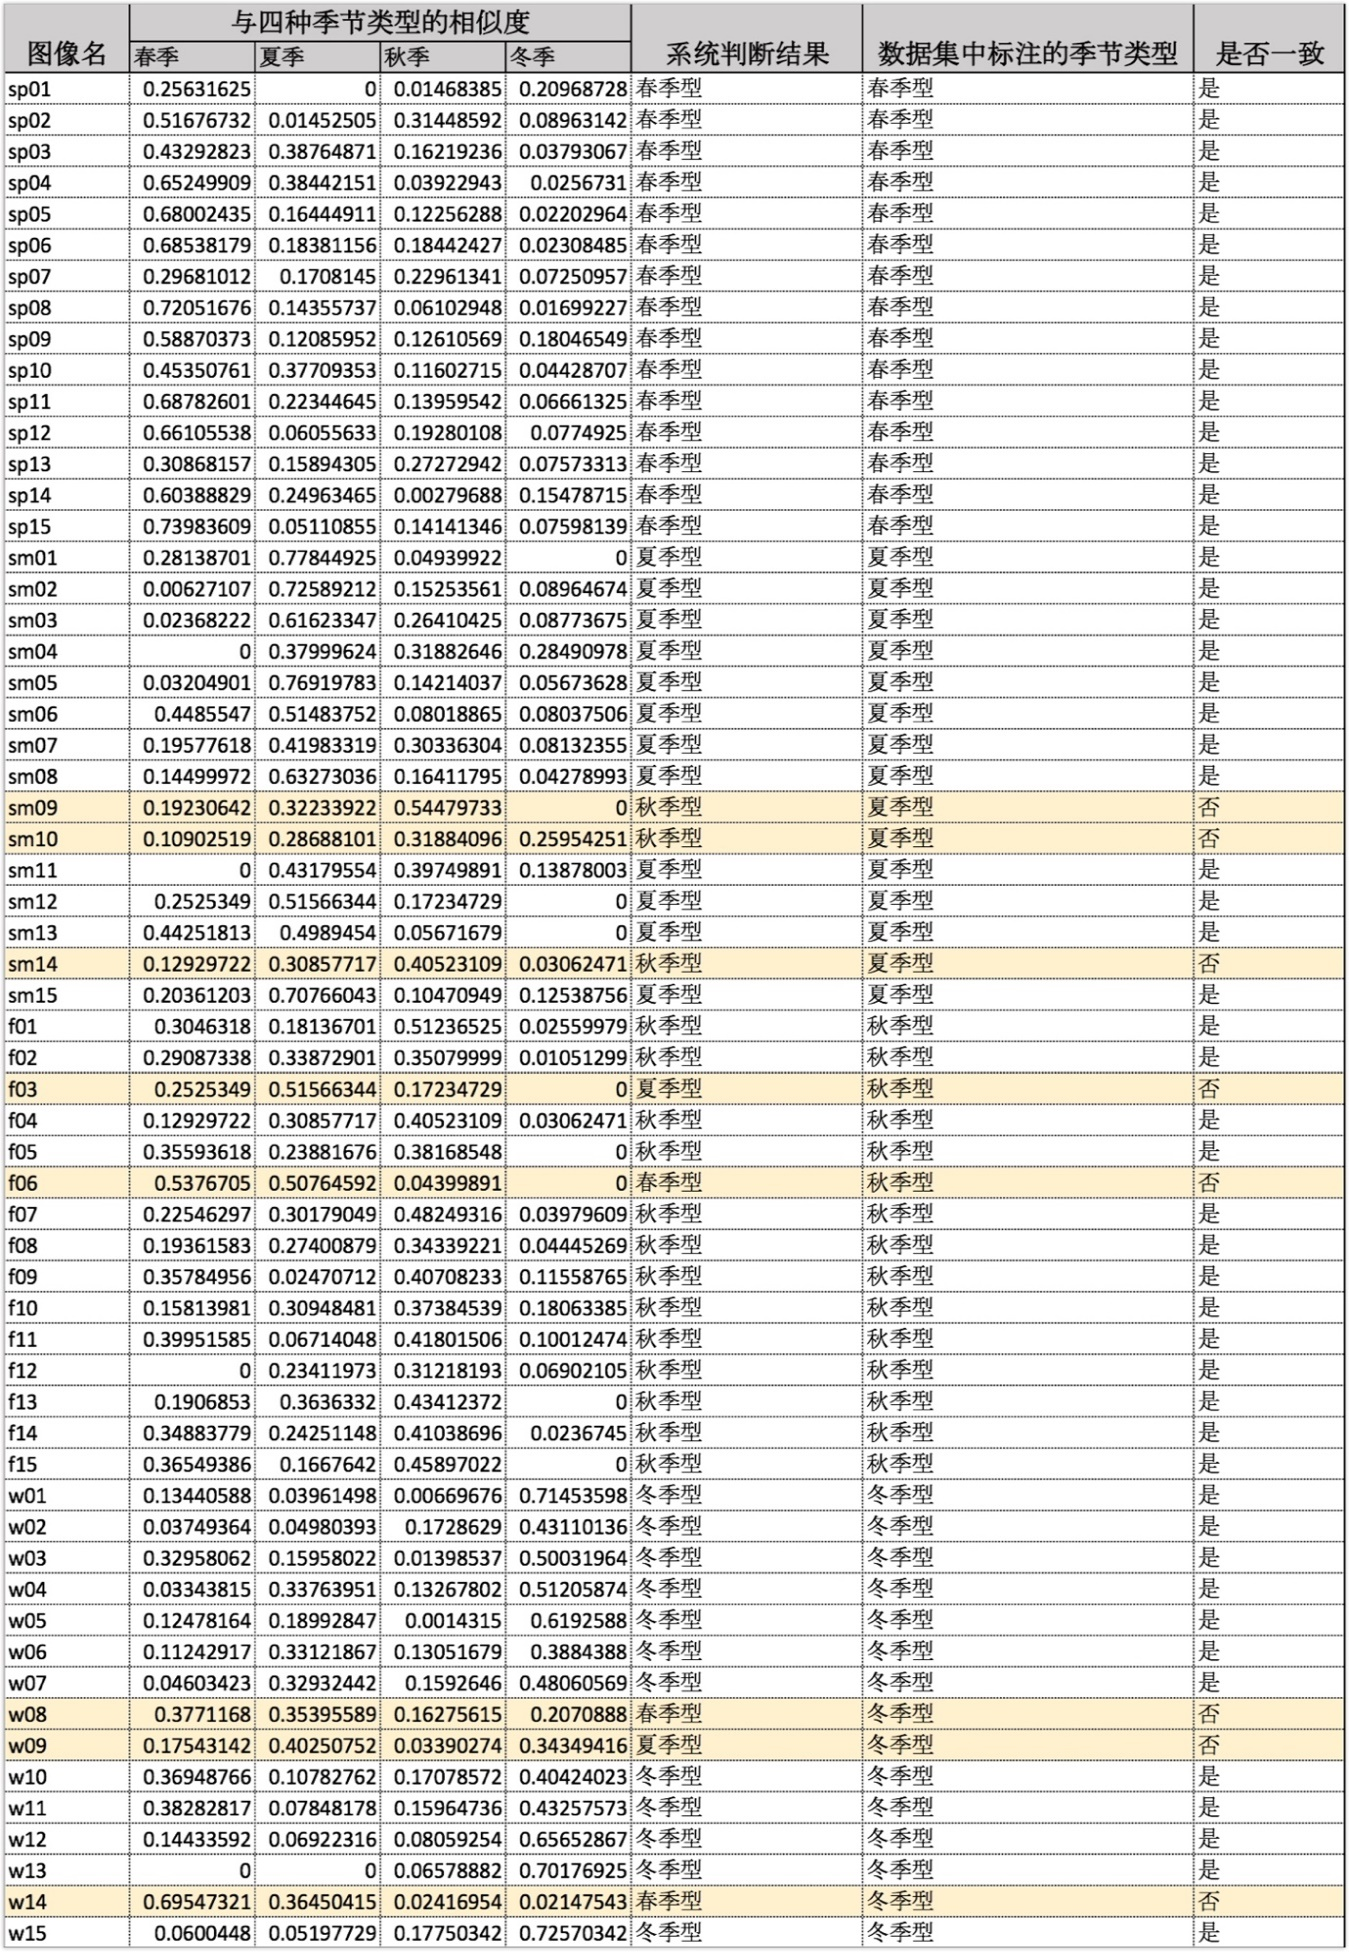 与四种季节类型的相似度
图像名 春季 夏季 秋季 冬季 系统判断结果 数据集中标注的季节类型 是否一致
sp01 0.25631625 0 0.01468385 0.20968728 春季型 春季型 是
sp02 0.51676732 0.01452505 0.31448592 0.08963142 春季型 春季型 是
sp03 0.43292823 0.38764871 0.16219236 0.03793067 春季型 春季型 是
sp04 0.65249909 0.38442151 0.03922943 0.0256731 春季型 春季型 是
sp05 0.68002435 0.16444911 0.12256288 0.02202964 春季型 春季型 是
sp06 0.68538179 0.18381156 0.18442427 0.02308485 春季型 春季型 是
sp07 0.29681012 0.1708145 0.22961341 0.07250957 春季型 春季型 是
sp08 0.72051676 0.14355737 0.06102948 0.01699227 春季型 春季型 是
sp09 0.58870373 0.12085952 0.12610569 0.18046549 春季型 春季型 是
sp10 0.45350761 0.37709353 0.11602715 0.04428707 春季型 春季型 是
sp11 0.68782601 0.22344645 0.13959542 0.06661325 春季型 春季型 是
sp12 0.66105538 0.06055633 0.19280108 0.0774925 春季型 春季型 是
sp13 0.30868157 0.15894305 0.27272942 0.07573313 春季型 春季型 是
sp14 0.60388829 0.24963465 0.00279688 0.15478715 春季型 春季型 是
sp15 0.73983609 0.05110855 0.14141346 0.07598139 春季型 春季型 是
sm01 0.28138701 0.77844925 0.04939922 0 夏季型 夏季型 是
sm02 0.00627107 0.72589212 0.15253561 0.08964674 夏季型 夏季型 是
sm03 0.02368222 0.61623347 0.26410425 0.08773675 夏季型 夏季型 是
sm04 0 0.37999624 0.31882646 0.28490978 夏季型 夏季型 是
sm05 0.03204901 0.76919783 0.14214037 0.05673628 夏季型 夏季型 是
sm06 0.4485547 0.51483752 0.08018865 0.08037506 夏季型 夏季型 是
sm07 0.19577618 0.41983319 0.30336304 0.08132355 夏季型 夏季型 是
sm08 0.14499972 0.63273036 0.16411795 0.04278993 夏季型 夏季型 是
sm09 0.19230642 0.32233922 0.54479733 0 秋季型 夏季型 否
sm10 0.10902519 0.28688101 0.31884096 0.25954251 秋季型 夏季型 否
sm11 0 0.43179554 0.39749891 0.13878003 夏季型 夏季型 是
sm12 0.2525349 0.51566344 0.17234729 0 夏季型 夏季型 是
sm13 0.44251813 0.4989454 0.05671679 0 夏季型 夏季型 是
sm14 0.12929722 0.30857717 0.40523109 0.03062471 秋季型 夏季型 否
sm15 0.20361203 0.70766043 0.10470949 0.12538756 夏季型 夏季型 是
f01 0.3046318 0.18136701 0.51236525 0.02559979 秋季型 秋季型 是
f02 0.29087338 0.33872901 0.35079999 0.01051299 秋季型 秋季型 是
f03 0.2525349 0.51566344 0.17234729 0 夏季型 秋季型 否
f04 0.12929722 0.30857717 0.40523109 0.03062471 秋季型 秋季型 是
f05 0.35593618 0.23881676 0.38168548 0 秋季型 秋季型 是
f06 0.5376705 0.50764592 0.04399891 0 春季型 秋季型 否
f07 0.22546297 0.30179049 0.48249316 0.03979609 秋季型 秋季型 是
f08 0.19361583 0.27400879 0.34339221 0.04445269 秋季型 秋季型 是
f09 0.35784956 0.02470712 0.40708233 0.11558765 秋季型 秋季型 是
f10 0.15813981 0.30948481 0.37384539 0.18063385 秋季型 秋季型 是
f11 0.39951585 0.06714048 0.41801506 0.10012474 秋季型 秋季型 是
f12 0 0.23411973 0.31218193 0.06902105 秋季型 秋季型 是
f13 0.1906853 0.3636332 0.43412372 0 秋季型 秋季型 是
f14 0.34883779 0.24251148 0.41038696 0.0236745 秋季型 秋季型 是
f15 0.36549386 0.1667642 0.45897022 0 秋季型 秋季型 是
w01 0.13440588 0.03961498 0.00669676 0.71453598 冬季型 冬季型 是
w02 0.03749364 0.04980393 0.1728629 0.43110136 冬季型 冬季型 是
w03 0.32958062 0.15958022 0.01398537 0.50031964 冬季型 冬季型 是
w04 0.03343815 0.33763951 0.13267802 0.51205874 冬季型 冬季型 是
w05 0.12478164 0.18992847 0.0014315 0.6192588 冬季型 冬季型 是
w06 0.11242917 0.33121867 0.13051679 0.3884388 冬季型 冬季型 是
w07 0.04603423 0.32932442 0.1592646 0.48060569 冬季型 冬季型 是
w08 0.3771168 0.35395589 0.16275615 0.2070888 春季型 冬季型 否
w09 0.17543142 0.40250752 0.03390274 0.34349416 夏季型 冬季型 否
w10 0.36948766 0.10782762 0.17078572 0.40424023 冬季型 冬季型 是
w11 0.38282817 0.07848178 0.15964736 0.43257573 冬季型 冬季型 是
w12 0.14433592 0.06922316 0.08059254 0.65652867 冬季型 冬季型 是
w13 0 0 0.06578882 0.70176925 冬季型 冬季型 是
w14 0.69547321 0.36450415 0.02416954 0.02147543 春季型 冬季型 否
w15 0.0600448 0.05197729 0.17750342 0.72570342 冬季型 冬季型 是